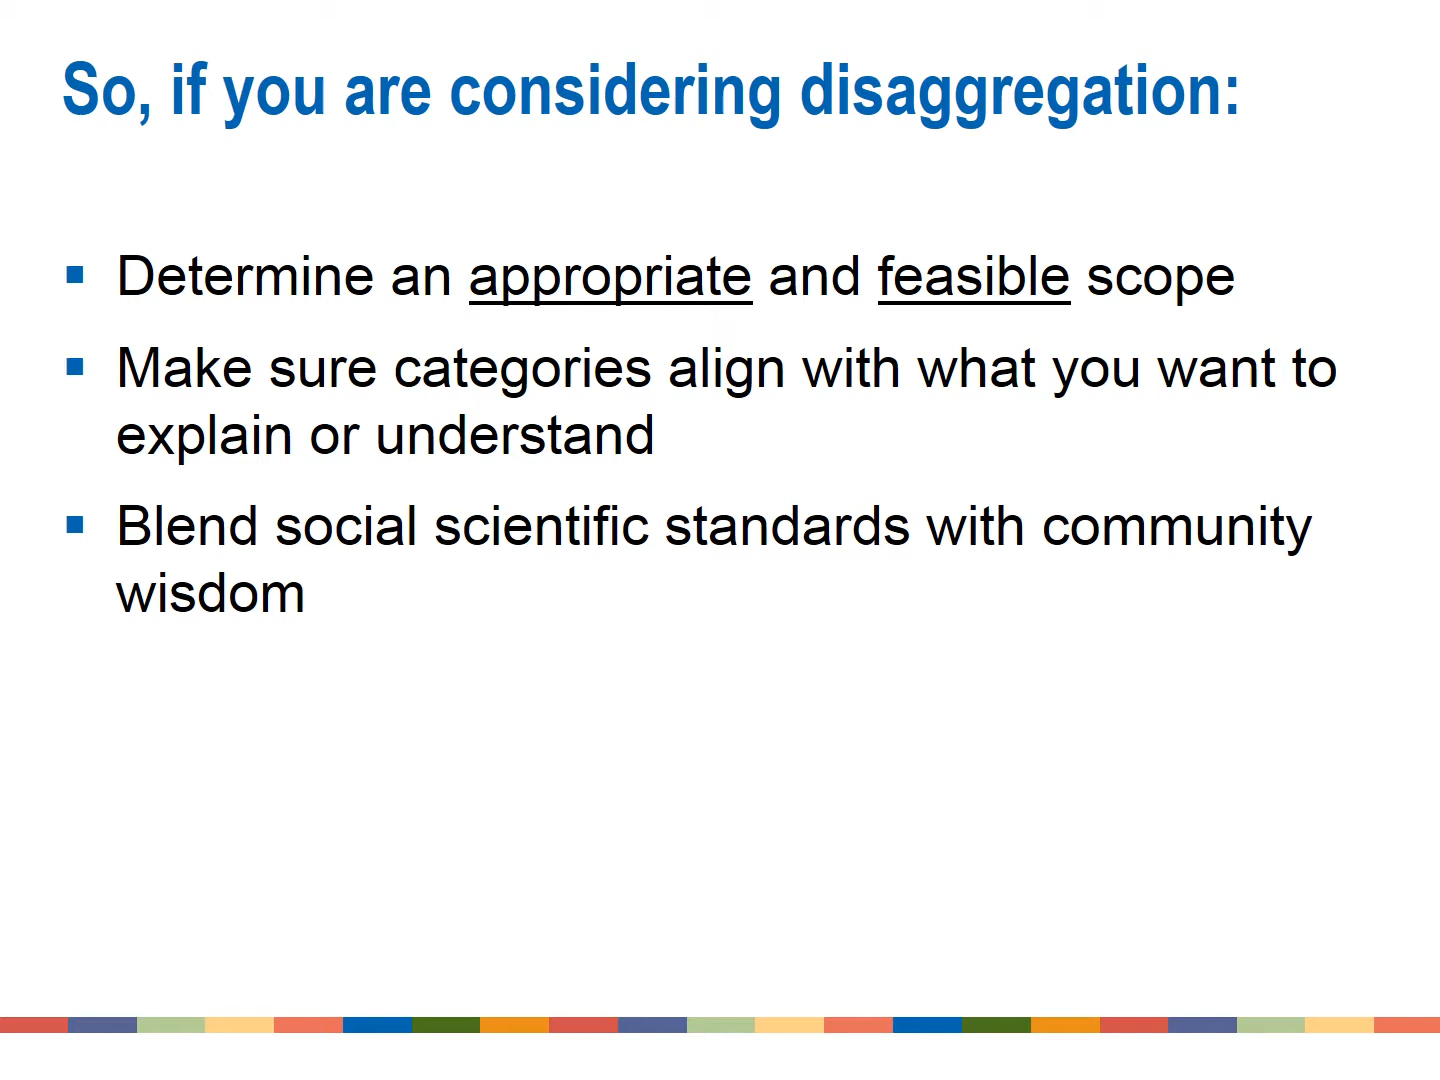 So, if you are considering disaggregation:
Determine an appropriate and feasible scope
Make sure categories align with what you want to
explain or understand
Blend social scientific standards with community
wisdom